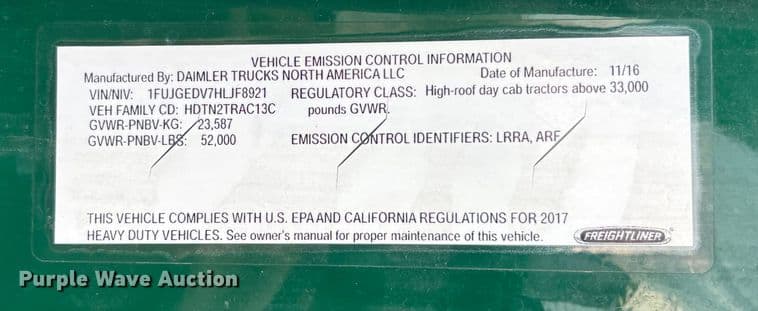 VEHICLE EMISSION CONTROL INFORMATION
Manufactured By: DAIMLER TRUCKS NORTH AMERICA LLC Date of Manufacture: 11/16
VIN/NIV: 1FUJGEDV7HLJF8921 REGULATORY CLASS: High-roof day cab tractors above 33,000
VEH FAMILY CD: HDTN2TRAC13C pounds GVWR.
GVWR-PNBV-KG: 23,587
GVWR-PNBV-LBS: 52,000 EMISSION CONTROL IDENTIFIERS: LRRA, ARF
THIS VEHICLE COMPLIES WITH U.S. EPA AND CALIFORNIA REGULATIONS FOR 2017
HEAVY DUTY VEHICLES. See owner's manual for proper maintenance of this vehicle. FREIGHTLINER
Purple Wave Auction